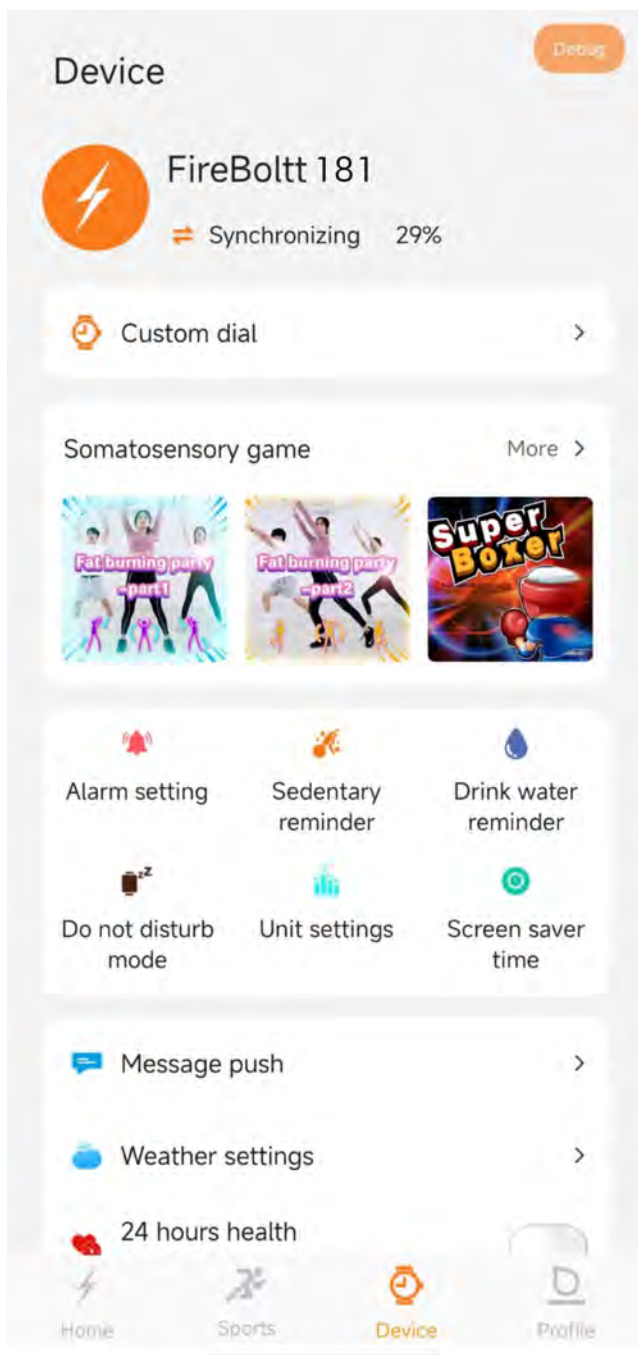 Device
Debug
FireBoltt 181
Synchronizing 29%
Custom dial
Somatosensory game
More
Fat burning party
-part1
Fat burning party
-part2
Super
Boxer
Alarm setting
Sedentary
reminder
Drink water
reminder
Do not disturb
mode
Unit settings
Screen saver
time
Message push
Weather settings
24 hours health
Home
Sports
Device
Profile